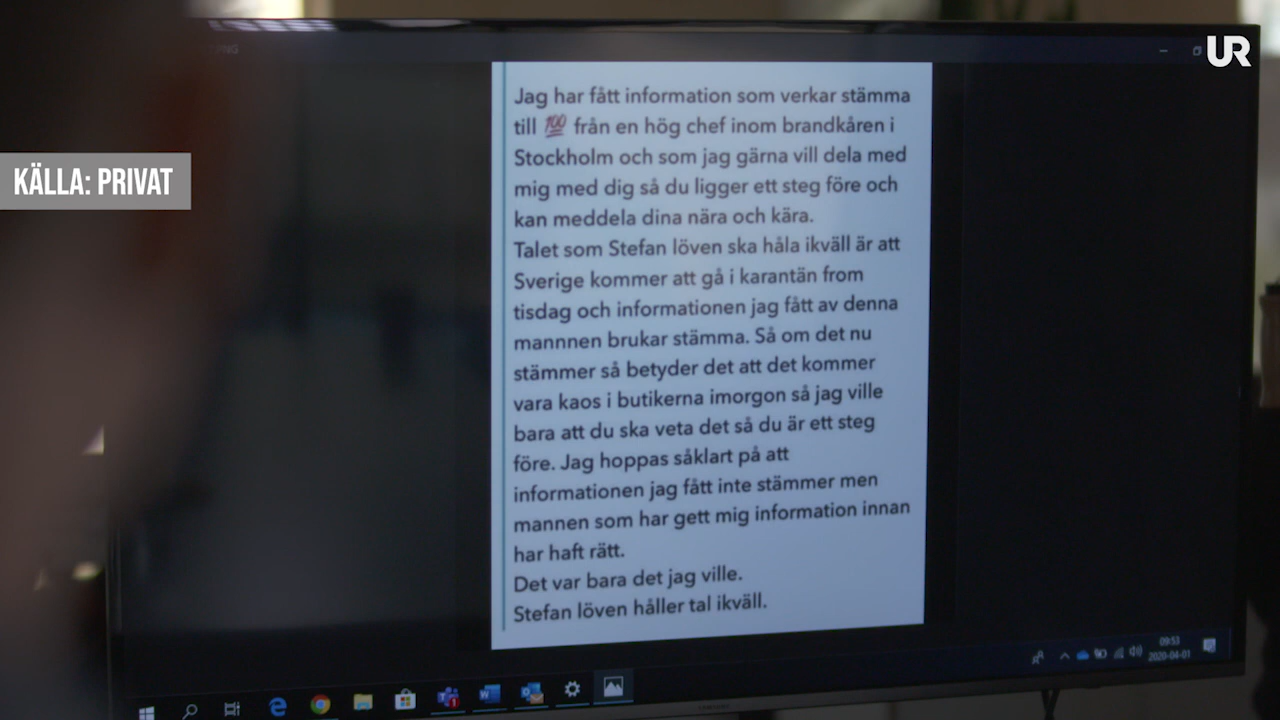 UR
KÄLLA: PRIVAT
Jag har fått information som verkar stämma
till 💯 från en hög chef inom brandkåren i
Stockholm och som jag gärna vill dela med
mig med dig så du ligger ett steg före och
kan meddela dina nära och kära.
Talet som Stefan löven ska håla ikväll är att
Sverige kommer att gå i karantän from
tisdag och informationen jag fått av denna
mannnen brukar stämma. Så om det nu
stämmer så betyder det att det kommer
vara kaos i butikerna imorgon så jag ville
bara att du ska veta det så du är ett steg
före. Jag hoppas såklart på att
informationen jag fått inte stämmer men
mannen som har gett mig information innan
har haft rätt.
Det var bara det jag ville.
Stefan löven håller tal ikväll.
09:53
2020-04-01